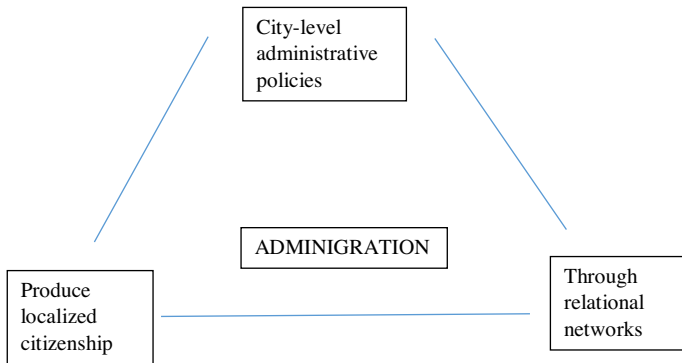 City-level
administrative
policies
ADMINIGRATION
Produce
localized
citizenship
Through
relational
networks